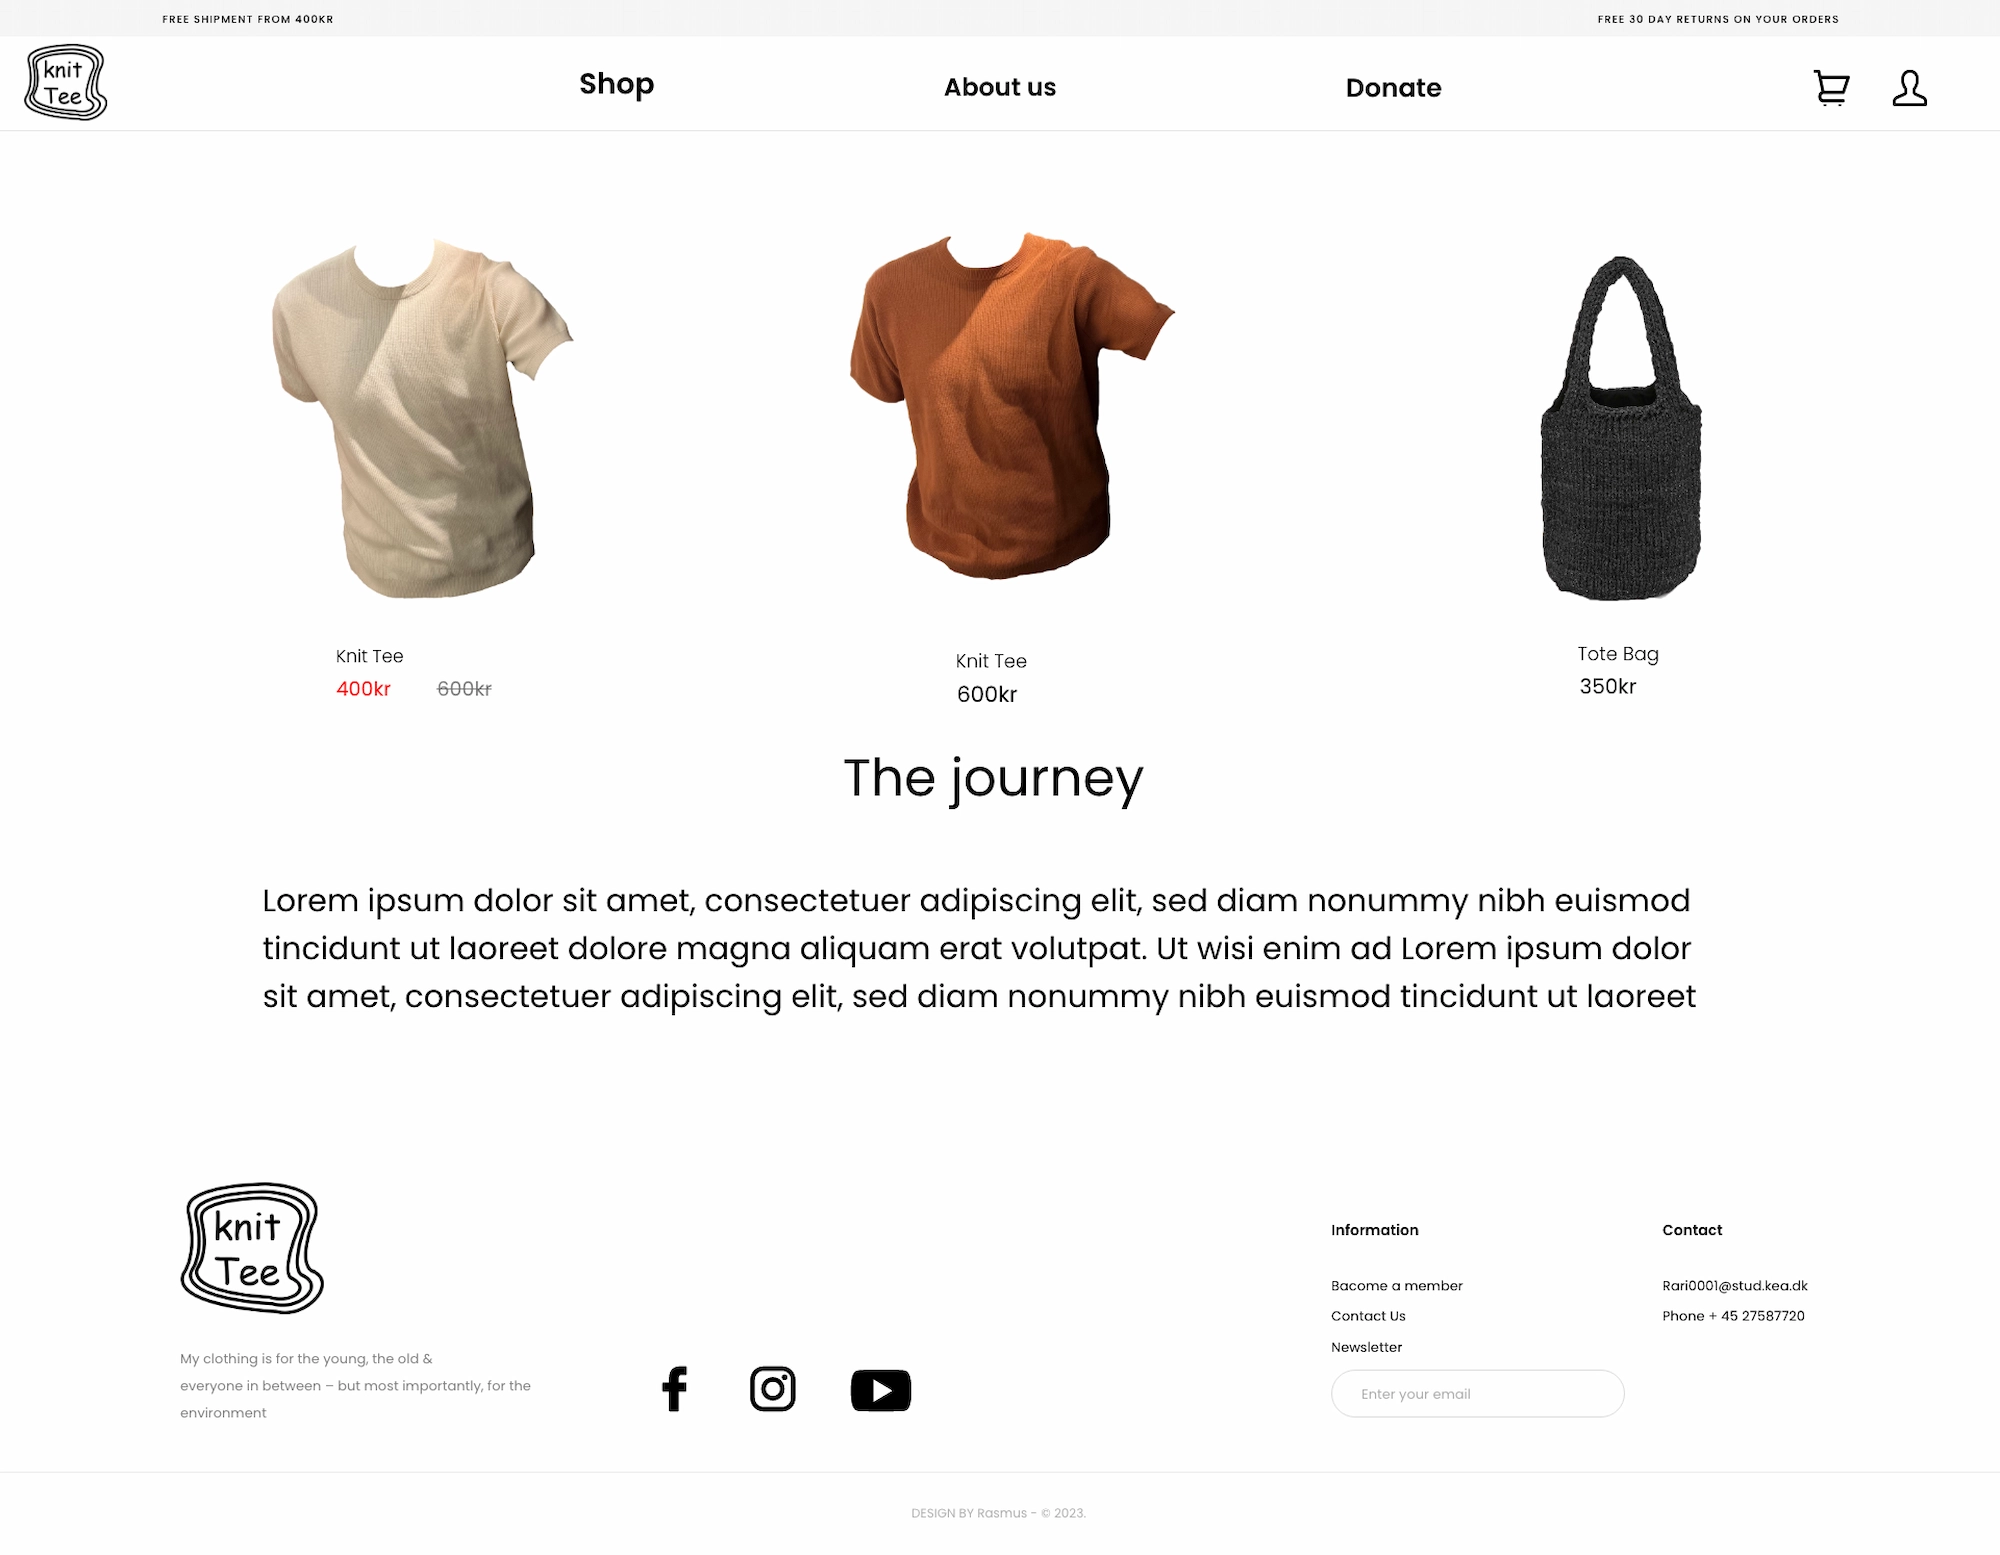 FREE SHIPMENT FROM 400KR
FREE 30 DAY RETURNS ON YOUR ORDERS
knit
Tee
Shop
About us
Donate
Knit Tee
400kr 600kr
Knit Tee
600kr
Tote Bag
350kr
The journey
Lorem ipsum dolor sit amet, consectetuer adipiscing elit, sed diam nonummy nibh euismod
tincidunt ut laoreet dolore magna aliquam erat volutpat. Ut wisi enim ad Lorem ipsum dolor
sit amet, consectetuer adipiscing elit, sed diam nonummy nibh euismod tincidunt ut laoreet
knit
Tee
My clothing is for the young, the old &
everyone in between – but most importantly, for the
environment
Information
Bacome a member
Contact Us
Newsletter
Enter your email
Contact
Rari0001@stud.kea.dk
Phone + 45 27587720
DESIGN BY Rasmus - © 2023.